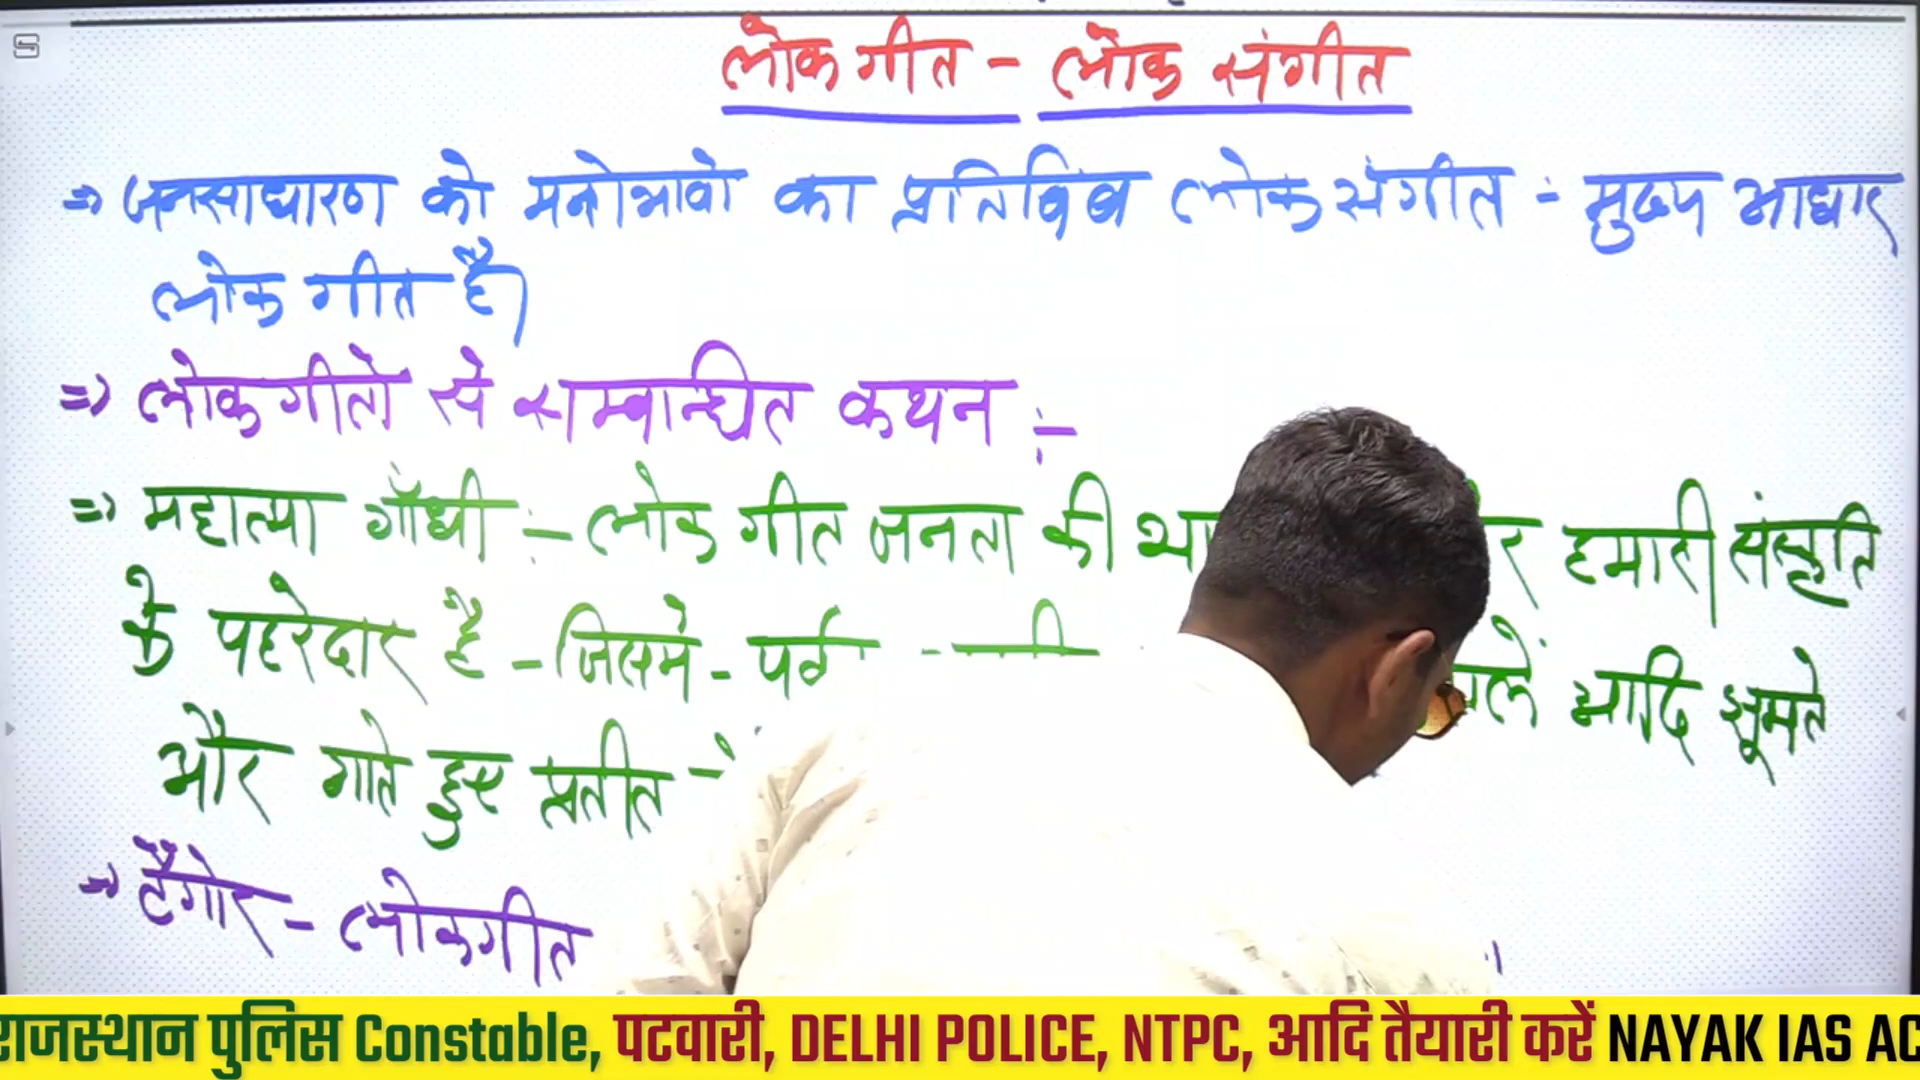 लोक गीत - लोक संगीत
⇒ जनसाधारण को मनोभावो का प्रतिबिंब लोक संगीत - मुख्य आधार
लोक गीत है।
⇒ लोकगीतो से सम्बन्धित कथन :-
⇒ महात्मा गाँधी :- लोक गीत जनता की हमारी संस्कृति
के पहरेदार है - जिसमे - पर्व आदि झूमते
और गाते हुए प्रतीत
⇒ टैगोर - लोकगीत
राजस्थान पुलिस Constable, पटवारी, DELHI POLICE, NTPC, आदि तैयारी करें NAYAK IAS AC